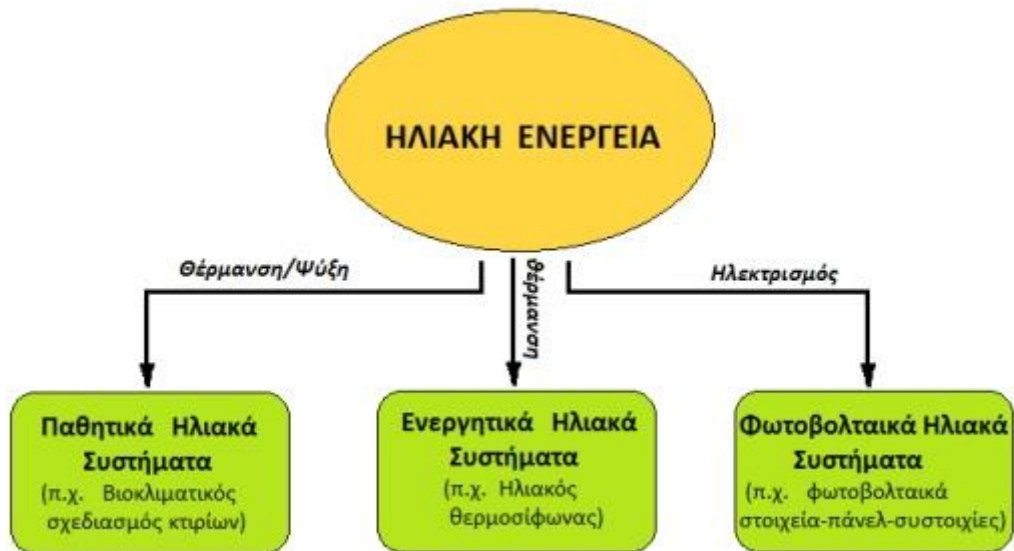 ΗΛΙΑΚΗ ΕΝΕΡΓΕΙΑ
Θέρμανση/Ψύξη
θέρμανση
Ηλεκτρισμός
Παθητικά Ηλιακά
Συστήματα
(π.χ. Βιοκλιματικός
σχεδιασμός κτιρίων)
Ενεργητικά Ηλιακά
Συστήματα
(π.χ. Ηλιακός
θερμοσίφωνας)
Φωτοβολταικά Ηλιακά
Συστήματα
(π.χ. φωτοβολταικά
στοιχεία-πάνελ-συστοιχίες)